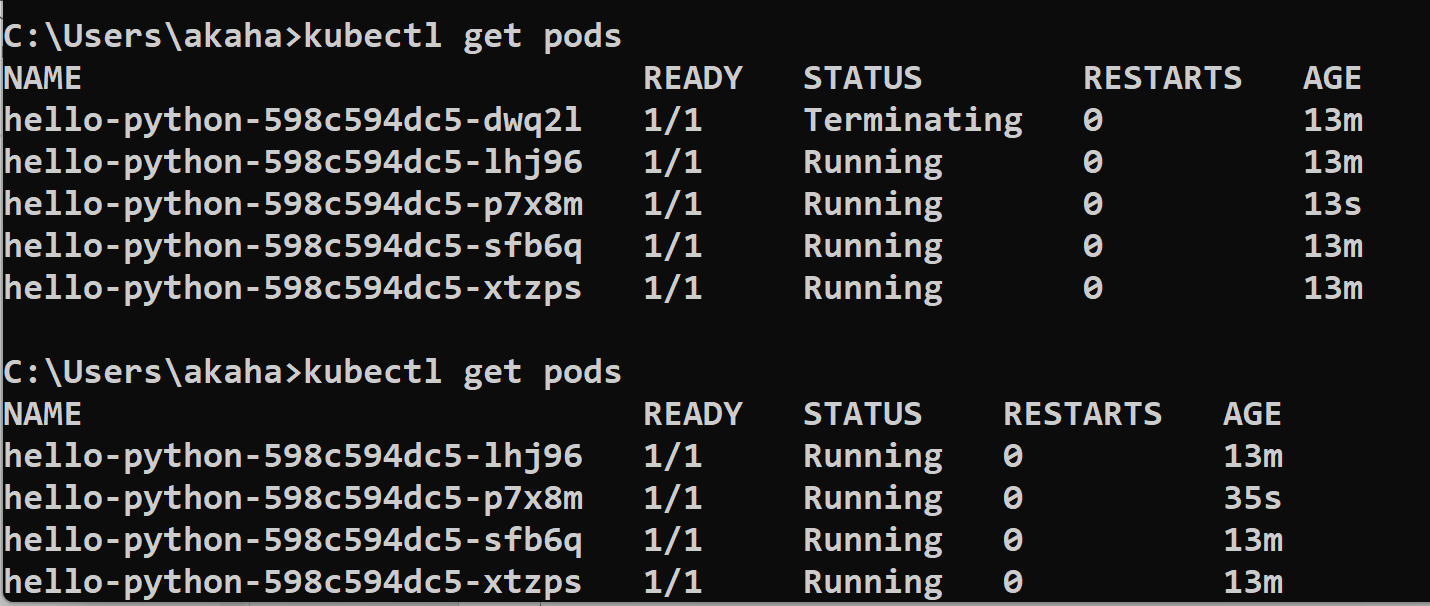 C:\Users\akaha>kubectl get pods
NAME READY STATUS RESTARTS AGE
hello-python-598c594dc5-dwq2l 1/1 Terminating 0 13m
hello-python-598c594dc5-lhj96 1/1 Running 0 13m
hello-python-598c594dc5-p7x8m 1/1 Running 0 13s
hello-python-598c594dc5-sfb6q 1/1 Running 0 13m
hello-python-598c594dc5-xtzps 1/1 Running 0 13m
C:\Users\akaha>kubectl get pods
NAME READY STATUS RESTARTS AGE
hello-python-598c594dc5-lhj96 1/1 Running 0 13m
hello-python-598c594dc5-p7x8m 1/1 Running 0 35s
hello-python-598c594dc5-sfb6q 1/1 Running 0 13m
hello-python-598c594dc5-xtzps 1/1 Running 0 13m